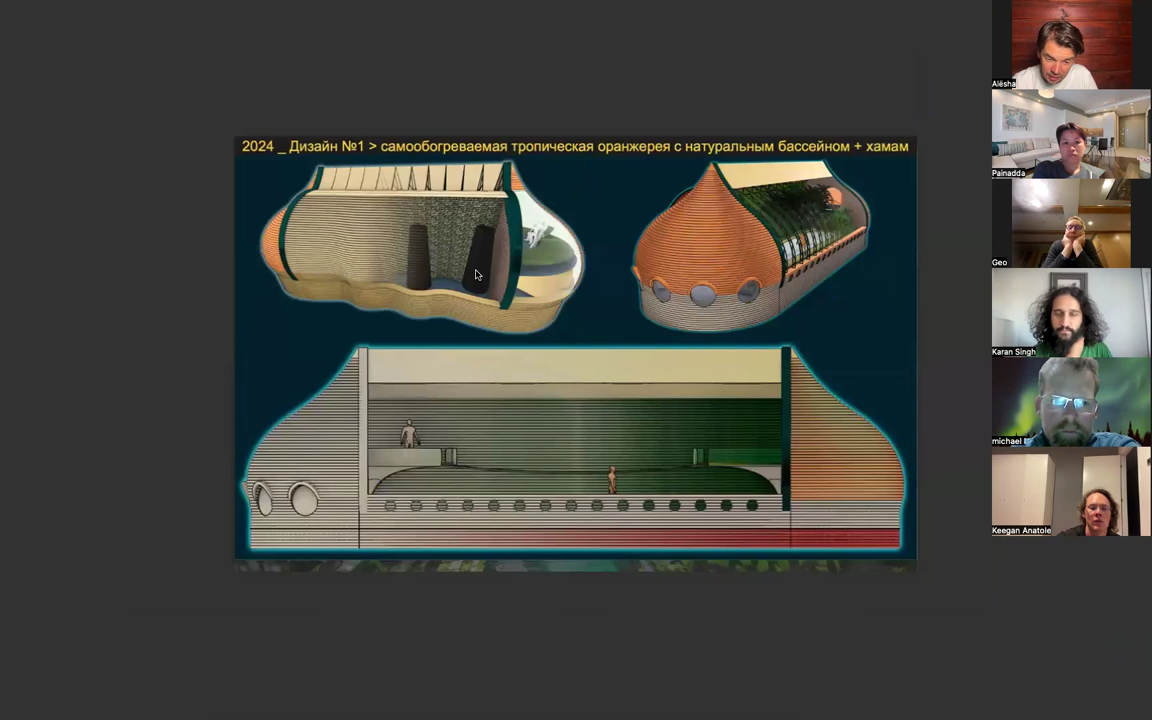 2024 _ Дизайн №1 > самообогреваемая тропическая оранжерея с натуральным бассейном + хамам
Alësha
Painadda
Geo
Karan Singh
michael l
Keegan Anatole